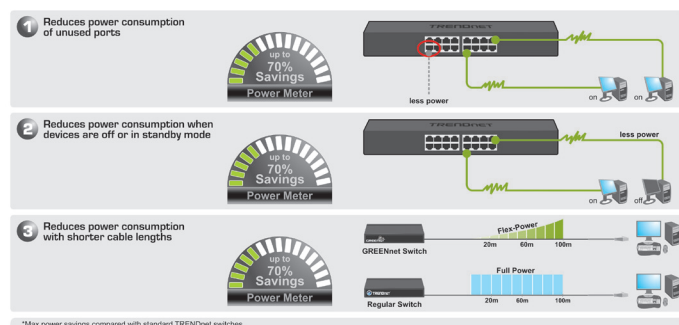 1 Reduces power consumption
of unused ports
up to
70%
Savings
Power Meter
TRENDNET
less power
on
on
2 Reduces power consumption when
devices are off or in standby mode
up to
70%
Savings
Power Meter
TRENDNET
less power
on
off
3 Reduces power consumption
with shorter cable lengths
up to
70%
Savings
Power Meter
Flex-Power
GREENnet Switch
20m 60m 100m
Full Power
TRENDNET
Regular Switch
20m 60m 100m
*Max power savings compared with standard TRENDnet switches